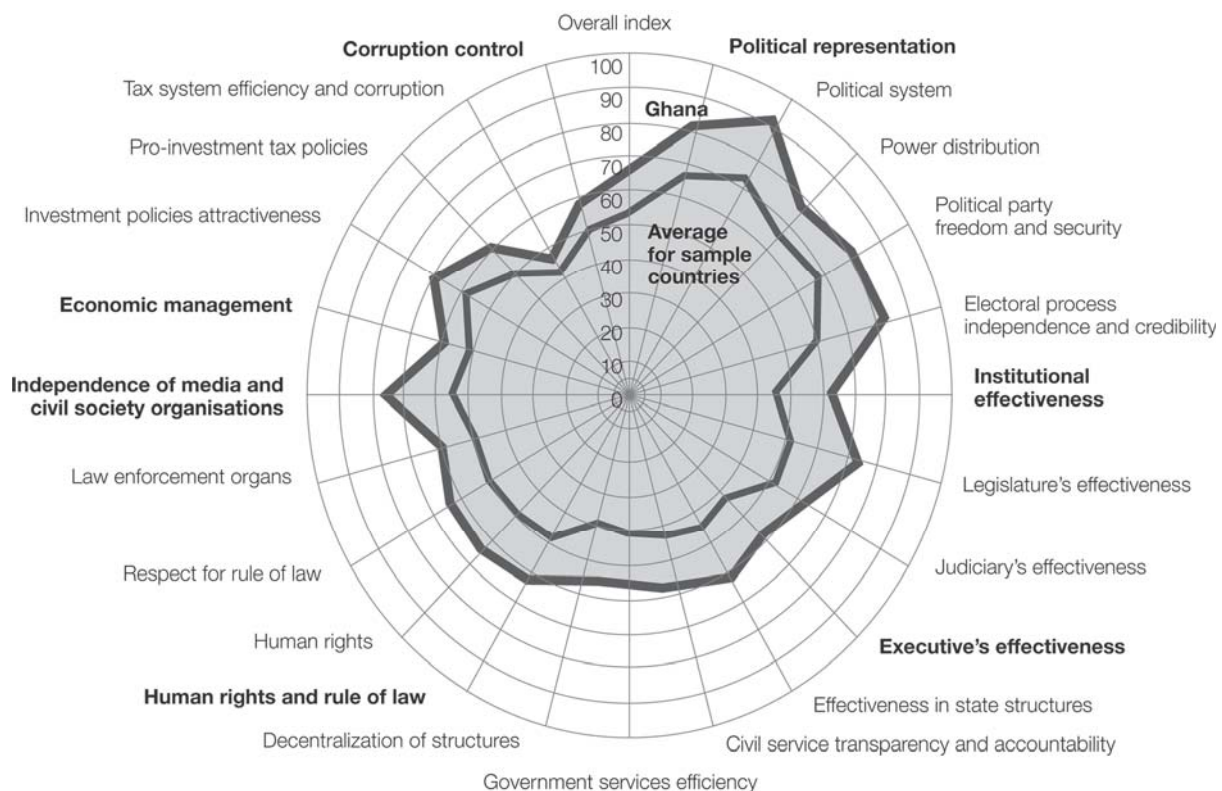 Overall index
Corruption control
Political representation
Tax system efficiency and corruption
Political system
Pro-investment tax policies
Power distribution
Investment policies attractiveness
Political party
freedom and security
Economic management
Electoral process
independence and credibility
Independence of media and
civil society organisations
Institutional
effectiveness
Law enforcement organs
Legislature's effectiveness
Respect for rule of law
Judiciary's effectiveness
Human rights
Executive's effectiveness
Human rights and rule of law
Effectiveness in state structures
Decentralization of structures
Civil service transparency and accountability
Government services efficiency
100
90
80
70
60
50
40
30
20
10
0
Ghana
Average
for sample
countries